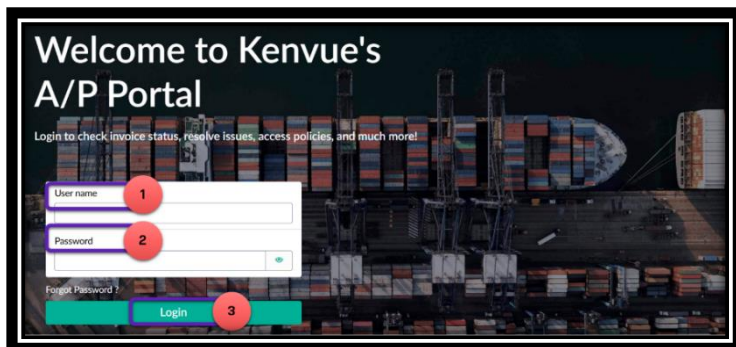 Welcome to Kenvue's
A/P Portal
Login to check invoice status, resolve issues, access policies, and much more!
User name
1
Password
2
Forgot Password ?
Login
3